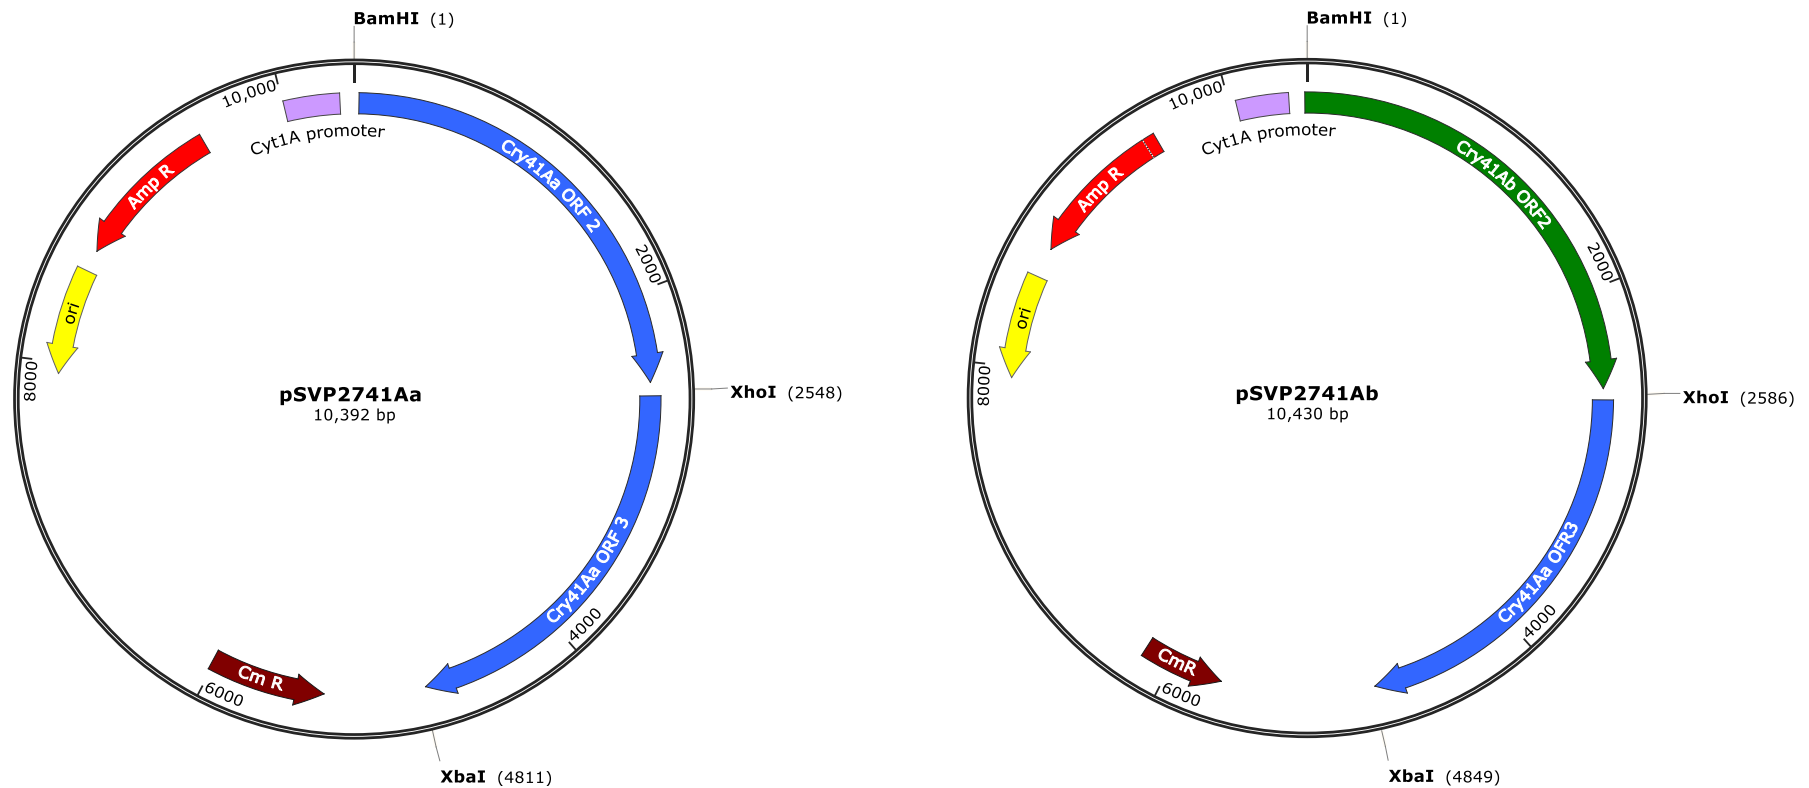 BamHI (1)
10,000
Cyt1A promoter
Amp R
Cry41Aa ORF 2
2000
ori
8000
pSVP2741Aa
10,392 bp
XhoI (2548)
Cry41Aa ORF 3
4000
Cm R
6000
XbaI (4811)
BamHI (1)
10,000
Cyt1A promoter
Amp R
Cry41Ab ORF2
2000
ori
8000
pSVP2741Ab
10,430 bp
XhoI (2586)
Cry41Aa OFR3
4000
CmR
6000
XbaI (4849)